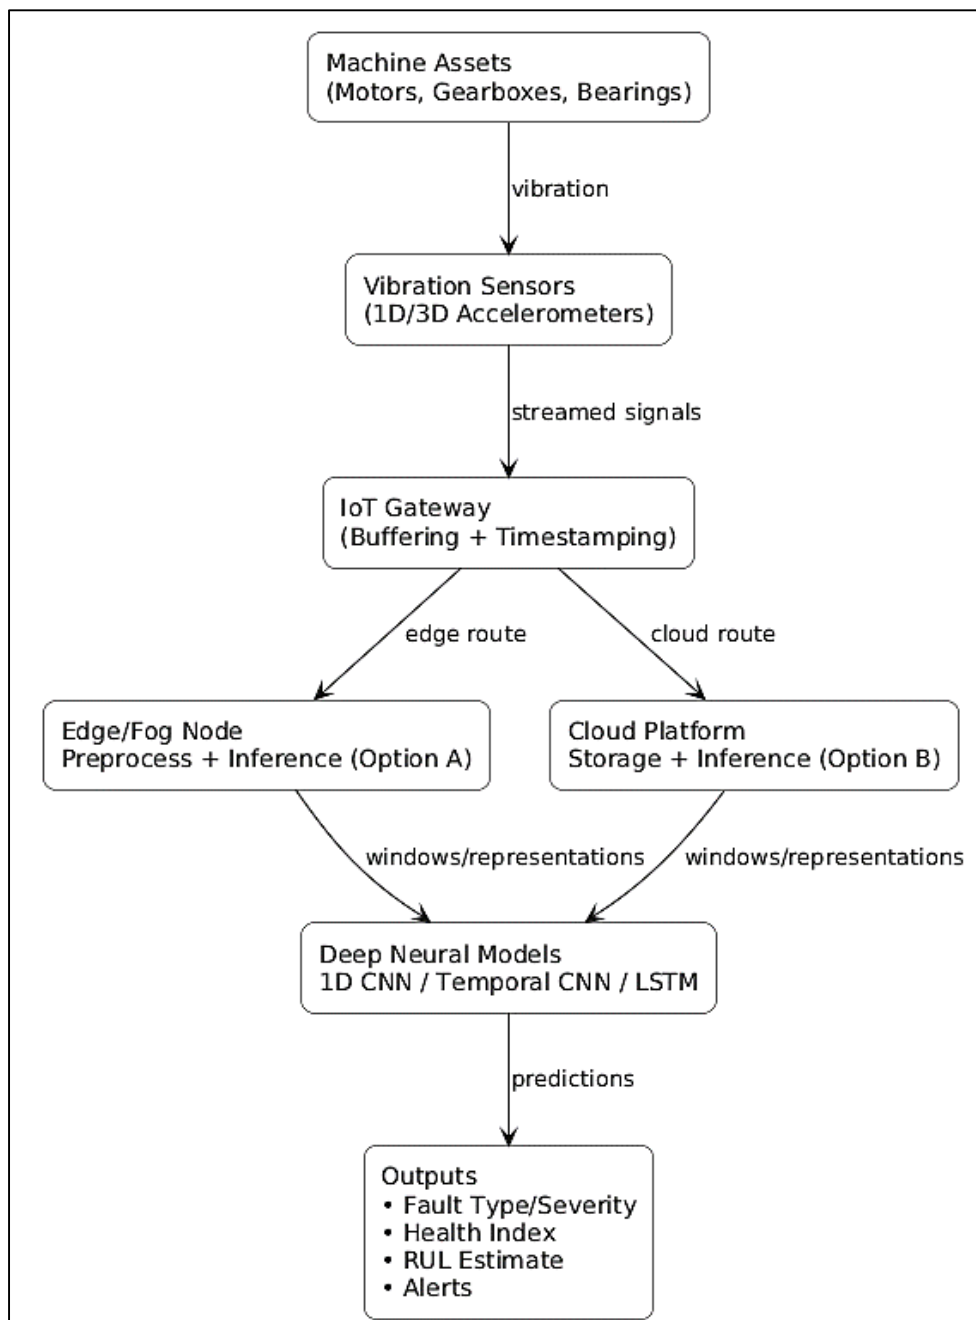 Machine Assets
(Motors, Gearboxes, Bearings)
vibration
Vibration Sensors
(1D/3D Accelerometers)
streamed signals
IoT Gateway
(Buffering + Timestamping)
edge route
cloud route
Edge/Fog Node
Preprocess + Inference (Option A)
Cloud Platform
Storage + Inference (Option B)
windows/representations
windows/representations
Deep Neural Models
1D CNN / Temporal CNN / LSTM
predictions
Outputs
• Fault Type/Severity
• Health Index
• RUL Estimate
• Alerts